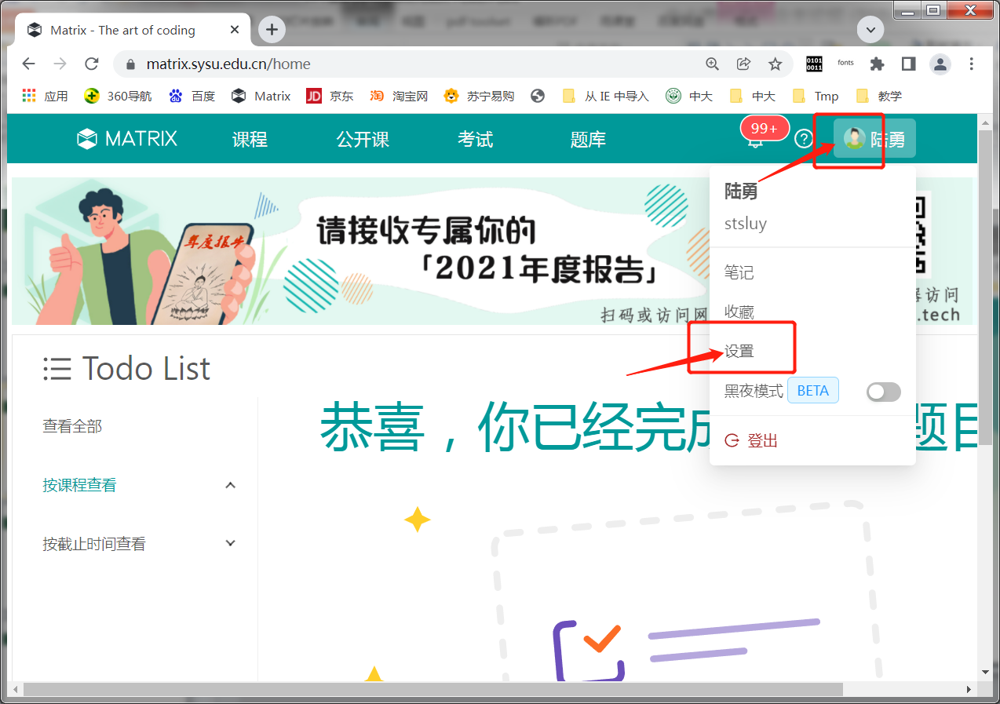 Matrix - The art of coding
matrix.sysu.edu.cn/home
0101
0011
fonts
应用
360导航
百度
Matrix
JD
京东
淘
淘宝网
苏宁易购
从 IE 中导入
中大
中大
Tmp
教学
MATRIX
课程
公开课
考试
题库
99+
陆勇
年度报告
请接收专属你的
「2021年度报告」
扫码或访问网
器访问
.tech
陆勇
stsluy
笔记
收藏
设置
黑夜模式 BETA
登出
Todo List
查看全部
按课程查看
按截止时间查看
恭喜，你已经完成
题目